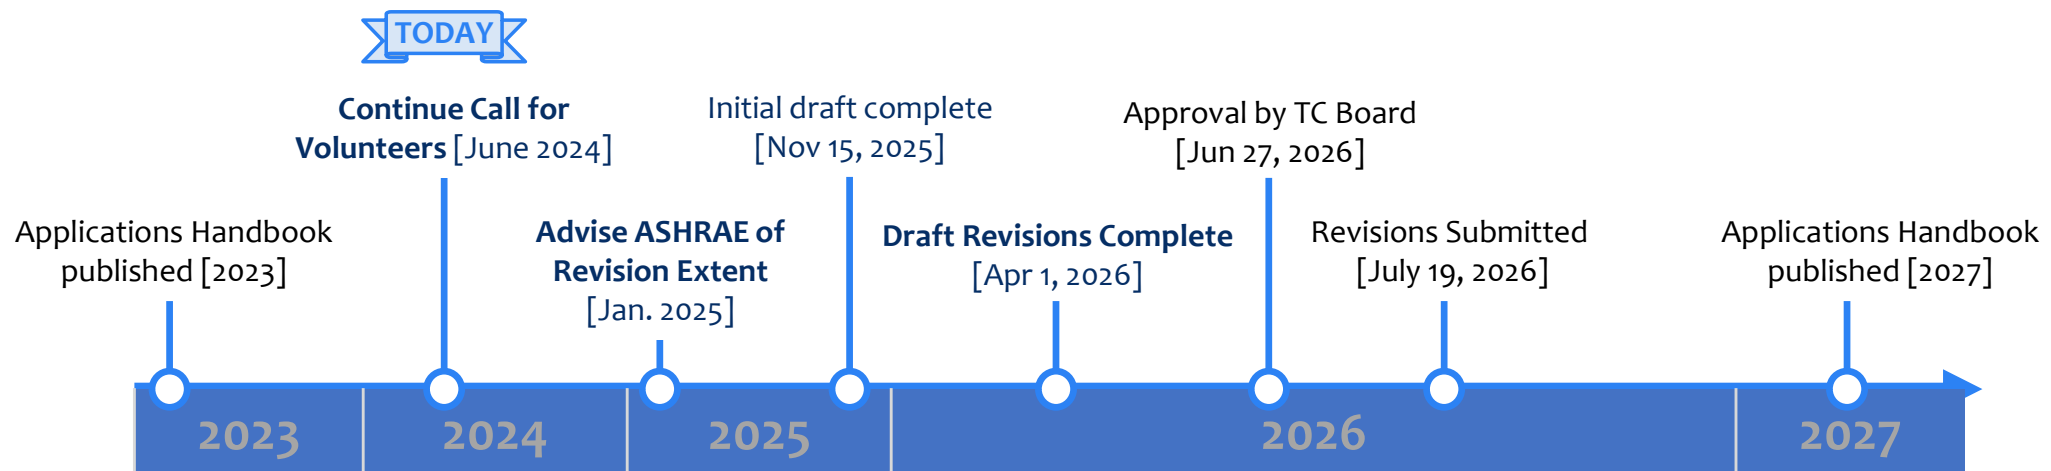 TODAY
Continue Call for
Volunteers [June 2024]
Initial draft complete
[Nov 15, 2025]
Approval by TC Board
[Jun 27, 2026]
Applications Handbook
published [2023]
Advise ASHRAE of
Revision Extent
[Jan. 2025]
Draft Revisions Complete
[Apr 1, 2026]
Revisions Submitted
[July 19, 2026]
Applications Handbook
published [2027]
2023
2024
2025
2026
2027